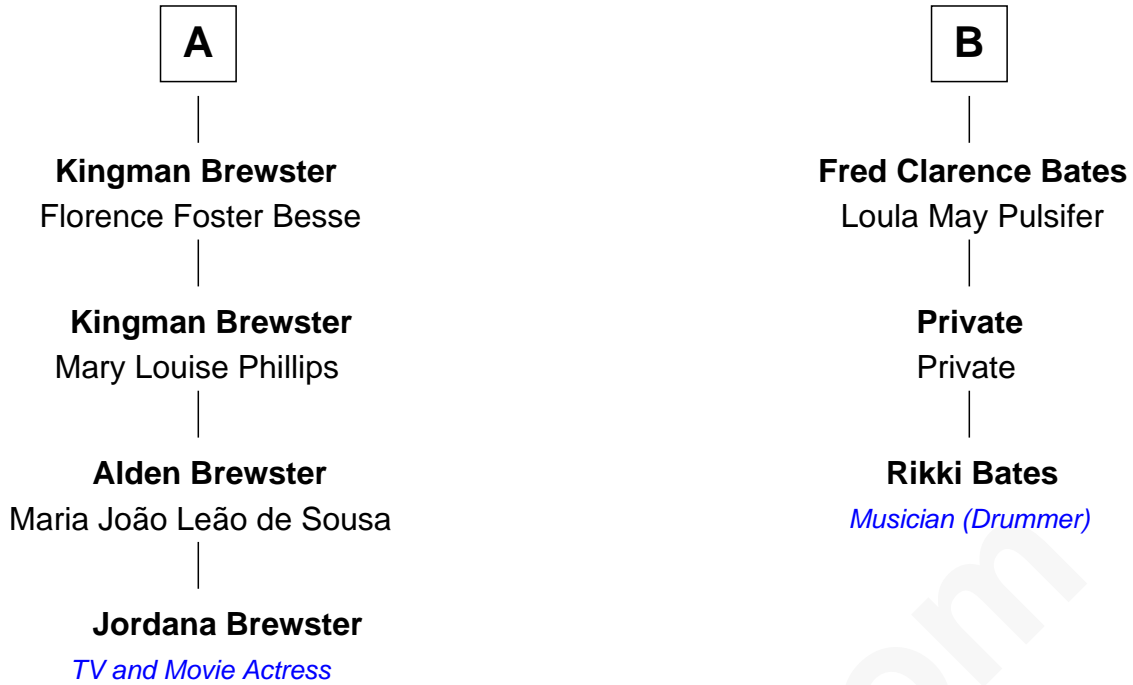 A
Kingman Brewster
Florence Foster Besse
Kingman Brewster
Mary Louise Phillips
Alden Brewster
Maria João Leão de Sousa
Jordana Brewster
TV and Movie Actress
B
Fred Clarence Bates
Loula May Pulsifer
Private
Private
Rikki Bates
Musician (Drummer)
om